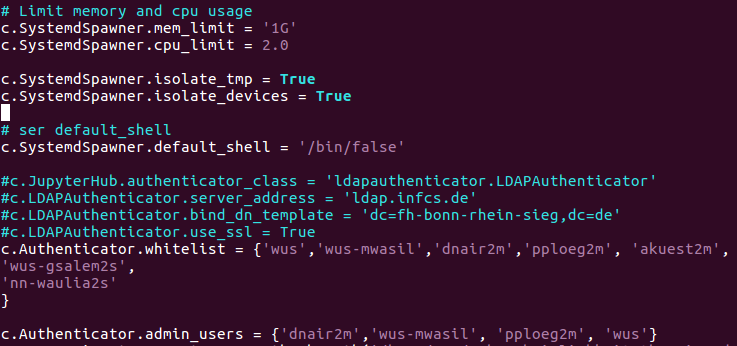 # Limit memory and cpu usage
c.SystemdSpawner.mem_limit = '1G'
c.SystemdSpawner.cpu_limit = 2.0
c.SystemdSpawner.isolate_tmp = True
c.SystemdSpawner.isolate_devices = True
# ser default_shell
c.SystemdSpawner.default_shell = '/bin/false'
#c.JupyterHub.authenticator_class = 'ldapauthenticator.LDAPAuthenticator'
#c.LDAPAuthenticator.server_address = 'ldap.infcs.de'
#c.LDAPAuthenticator.bind_dn_template = 'dc=fh-bonn-rhein-sieg,dc=de'
#c.LDAPAuthenticator.use_ssl = True
c.Authenticator.whitelist = {'wus','wus-mwasil','dnair2m','pploeg2m', 'akuest2m',
'wus-gsalem2s',
'nn-waulia2s'
}
c.Authenticator.admin_users = {'dnair2m','wus-mwasil', 'pploeg2m', 'wus'}